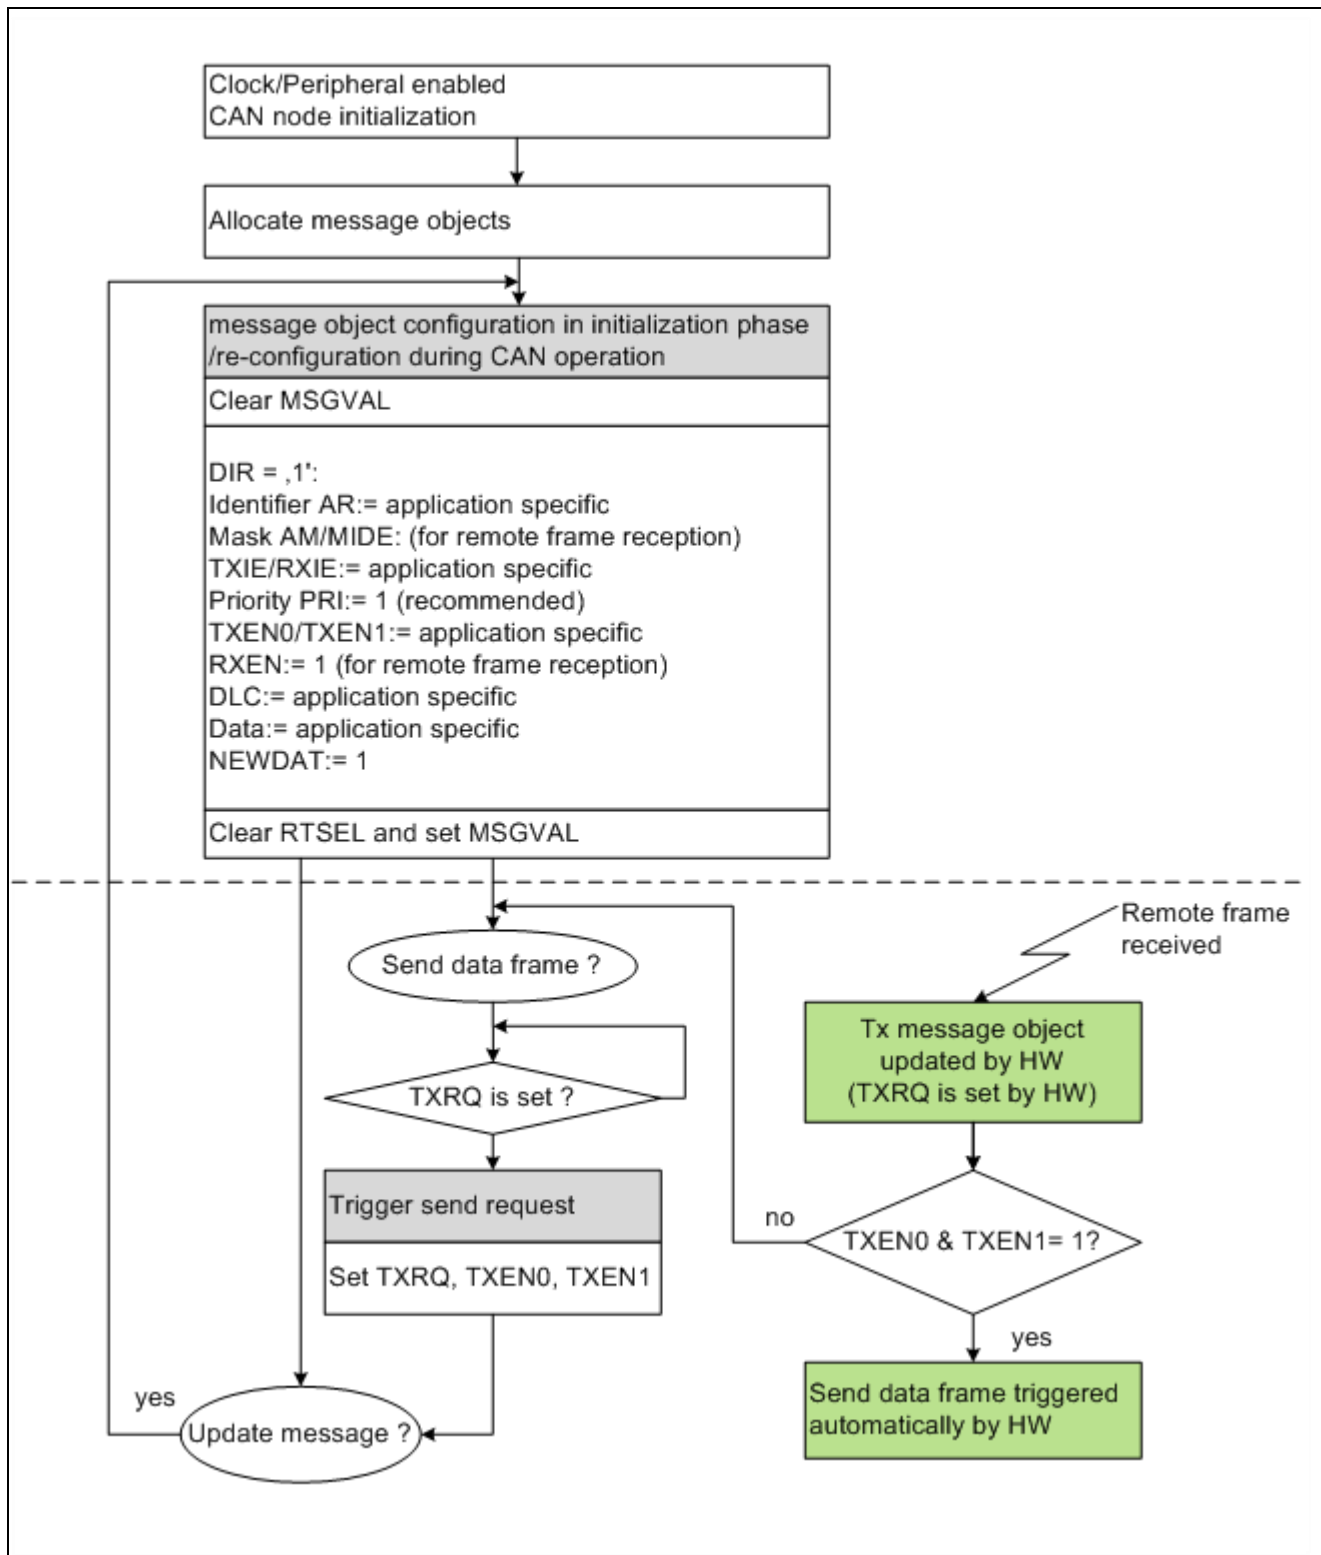 Clock/Peripheral enabled
CAN node initialization
Allocate message objects
message object configuration in initialization phase
/re-configuration during CAN operation
Clear MSGVAL
DIR = ,1':
Identifier AR:= application specific
Mask AM/MIDE: (for remote frame reception)
TXIE/RXIE:= application specific
Priority PRI:= 1 (recommended)
TXEN0/TXEN1:= application specific
RXEN:= 1 (for remote frame reception)
DLC:= application specific
Data:= application specific
NEWDAT:= 1
Clear RTSEL and set MSGVAL
Remote frame
received
Send data frame ?
Tx message object
updated by HW
(TXRQ is set by HW)
TXRQ is set ?
Trigger send request
Set TXRQ, TXEN0, TXEN1
no
TXEN0 & TXEN1= 1?
yes
Send data frame triggered
automatically by HW
yes
Update message ?